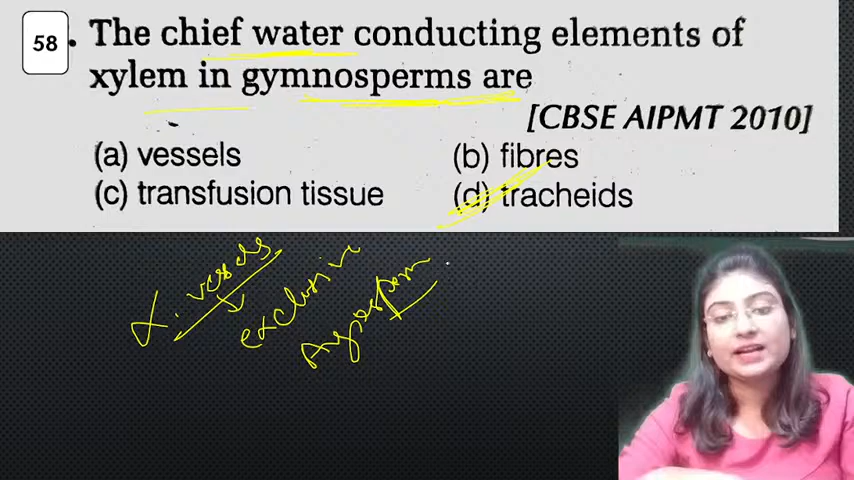 58. The chief water conducting elements of
xylem in gymnosperms are
[CBSE AIPMT 2010]
(a) vessels (b) fibres
(c) transfusion tissue (d) tracheids
vessels
exclusive
Angiosperm